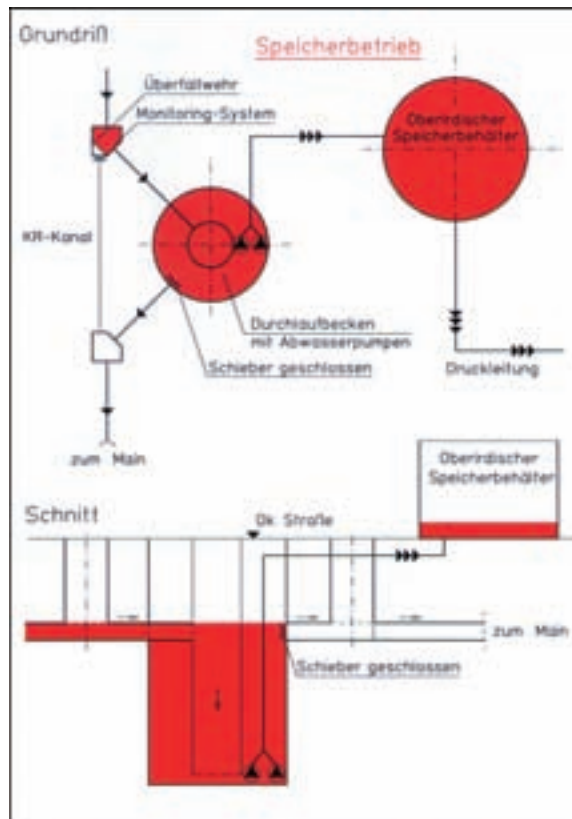 Grundriß
Speicherbetrieb
Überfallwehr
Monitoring-System
Oberirdischer
Speicherbehälter
KR-Kanal
Durchlaufbecken
mit Abwasserpumpen
Schieber geschlossen
Druckleitung
zum Main
Oberirdischer
Speicherbehälter
Schnitt
Ok Straße
zum Main
Schieber geschlossen